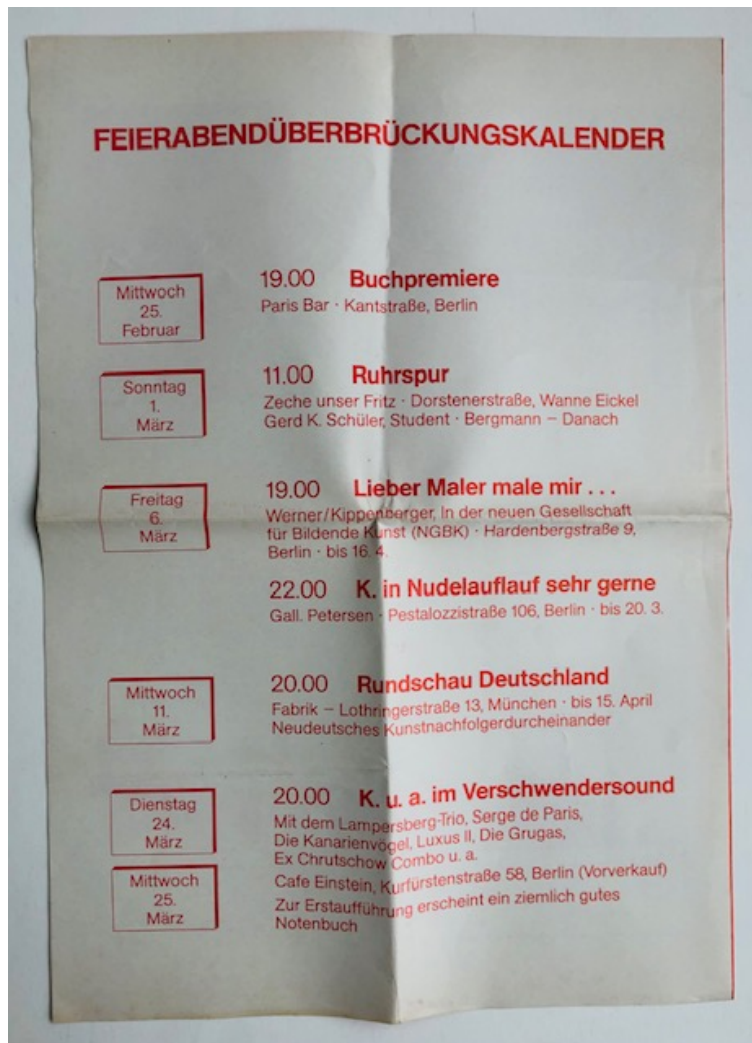 FEIERABENDÜBERBRÜCKUNGSKALENDER
Mittwoch
25.
Februar
19.00 Buchpremiere
Paris Bar · Kantstraße, Berlin
Sonntag
1.
März
11.00 Ruhrspur
Zeche unser Fritz · Dorstenerstraße, Wanne Eickel
Gerd K. Schüler, Student · Bergmann – Danach
Freitag
6.
März
19.00 Lieber Maler male mir . . .
Werner/Kippenberger, In der neuen Gesellschaft
für Bildende Kunst (NGBK) · Hardenbergstraße 9,
Berlin · bis 16. 4.
22.00 K. in Nudelauflauf sehr gerne
Gall. Petersen · Pestalozzistraße 106, Berlin · bis 20. 3.
Mittwoch
11.
März
20.00 Rundschau Deutschland
Fabrik – Lothringerstraße 13, München · bis 15. April
Neudeutsches Kunstnachfolgerdurcheinander
Dienstag
24.
März
Mittwoch
25.
März
20.00 K. u. a. im Verschwendersound
Mit dem Lampersberg-Trio, Serge de Paris,
Die Kanarienvögel, Luxus II, Die Grugas,
Ex Chrutschow Combo u. a.
Cafe Einstein, Kurfürstenstraße 58, Berlin (Vorverkauf)
Zur Erstaufführung erscheint ein ziemlich gutes
Notenbuch